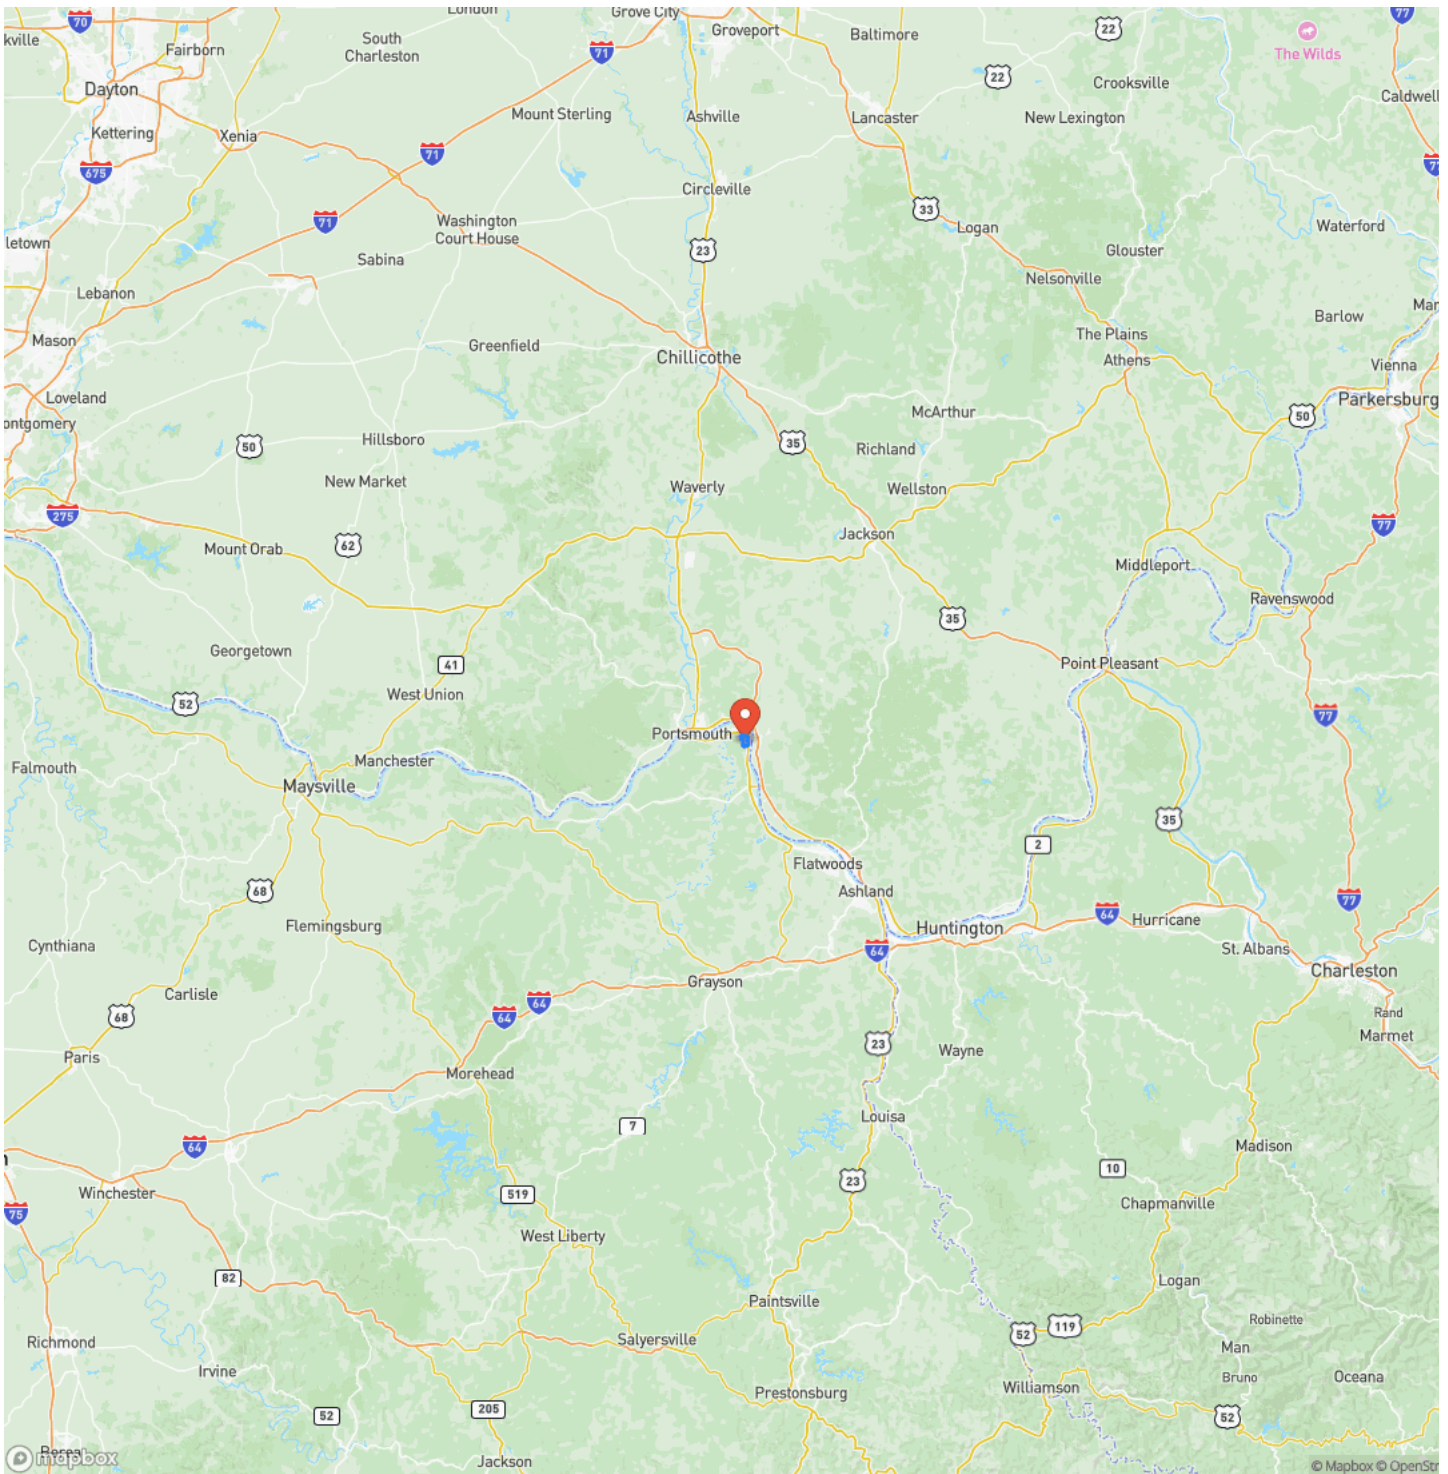 London
Grove City
77
70
kville
Fairborn
South
Charleston
71
Groveport
Baltimore
22
The Wilds
22
Crooksville
Dayton
Caldwell
Kettering
Xenia
Mount Sterling
Ashville
Lancaster
New Lexington
71
77
675
Circleville
71
Washington
Court House
33
Logan
Waterford
letown
Sabina
23
Glouster
Nelsonville
Lebanon
Mar
Barlow
Mason
Greenfield
Chillicothe
The Plains
Athens
Vienna
Loveland
Parkersburg
ontgomery
Hillsboro
McArthur
50
50
35
Richland
New Market
Waverly
Wellston
275
77
Mount Orab
62
Jackson
Middleport
Ravenswood
35
Georgetown
41
Point Pleasant
West Union
52
77
Portsmouth
Falmouth
Manchester
Maysville
35
2
Flatwoods
68
Ashland
77
Flemingsburg
Huntington
64
Hurricane
Cynthiana
64
St. Albans
Charleston
Grayson
Carlisle
64
64
68
Rand
Marmet
23
Wayne
Paris
Morehead
Louisa
7
64
Madison
10
Winchester
519
23
Chapmanville
75
West Liberty
82
Logan
Paintsville
Robinette
Richmond
Salyersville
52
119
Man
Irvine
Bruno
Oceana
Prestonsburg
Williamson
205
52
52
Berea
mapbox
Jackson
© Mapbox © OpenStr